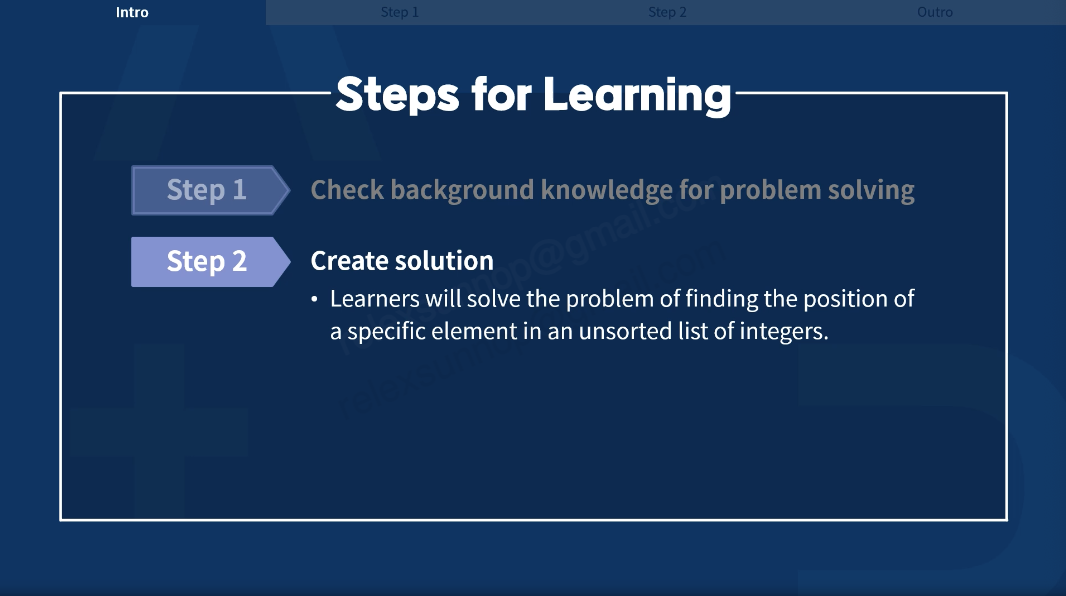 Intro Step 1 Step 2 Outro
Steps for Learning
Step 1 Check background knowledge for problem solving
Step 2 Create solution
• Learners will solve the problem of finding the position of
a specific element in an unsorted list of integers.